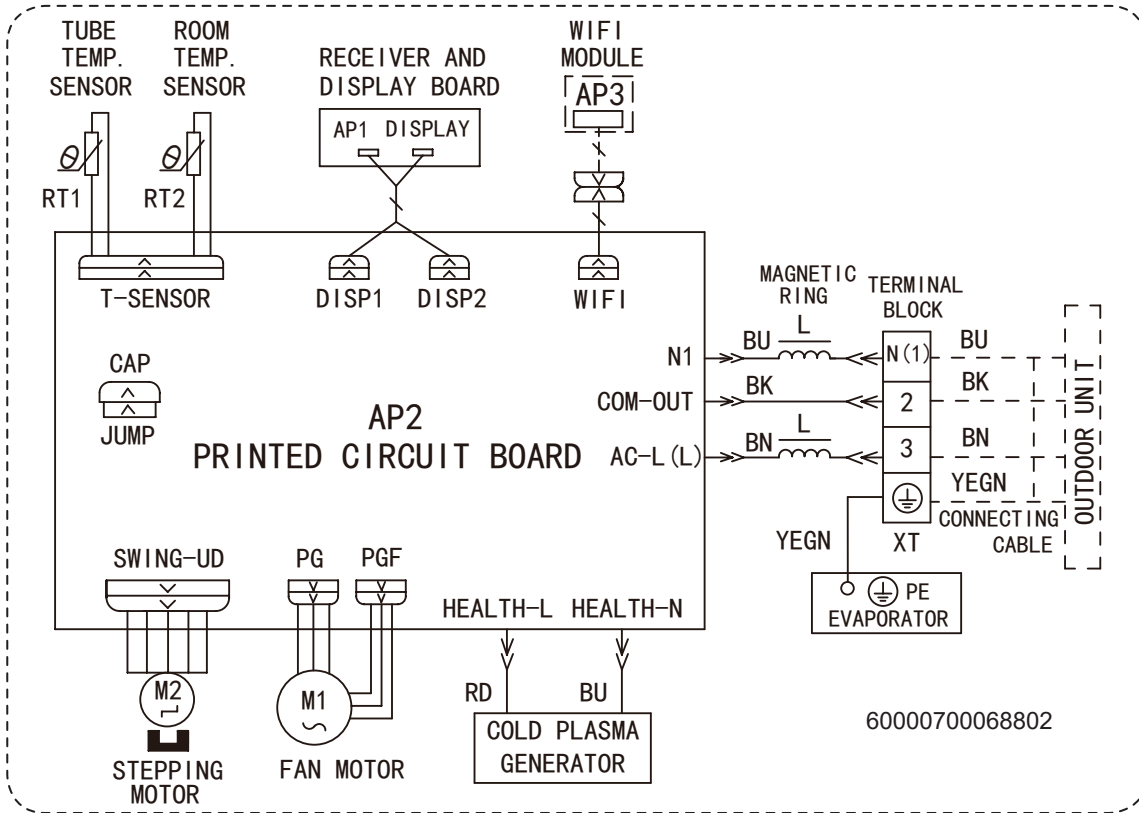 TUBE
TEMP.
SENSOR
ROOM
TEMP.
SENSOR
RECEIVER AND
DISPLAY BOARD
WIFI
MODULE
AP3
AP1 DISPLAY
θ
RT1
θ
RT2
T-SENSOR
DISP1
DISP2
WIFI
MAGNETIC
RING
TERMINAL
BLOCK
CAP
JUMP
AP2
PRINTED CIRCUIT BOARD
N1
BU
L
N(1)
BU
COM-OUT
BK
2
BK
AC-L(L)
BN
L
3
BN
YEGN
OUTDOOR UNIT
CONNECTING
CABLE
XT
YEGN
PE
EVAPORATOR
SWING-UD
PG
PGF
HEALTH-L
HEALTH-N
M2
M1
RD
BU
STEPPING
MOTOR
FAN MOTOR
COLD PLASMA
GENERATOR
60000700068802